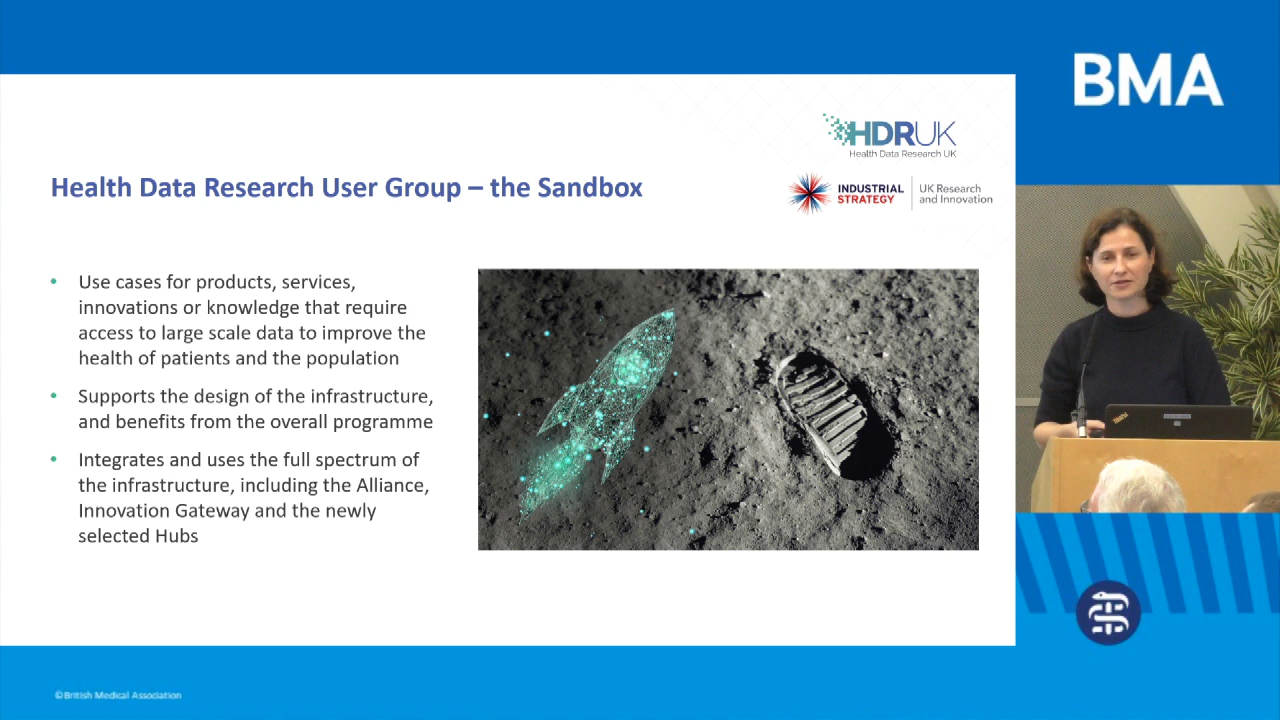 BMA
HDRUK
Health Data Research UK
INDUSTRIAL
STRATEGY
UK Research
and Innovation
Health Data Research User Group – the Sandbox
• Use cases for products, services,
innovations or knowledge that require
access to large scale data to improve the
health of patients and the population
• Supports the design of the infrastructure,
and benefits from the overall programme
• Integrates and uses the full spectrum of
the infrastructure, including the Alliance,
Innovation Gateway and the newly
selected Hubs
©British Medical Association